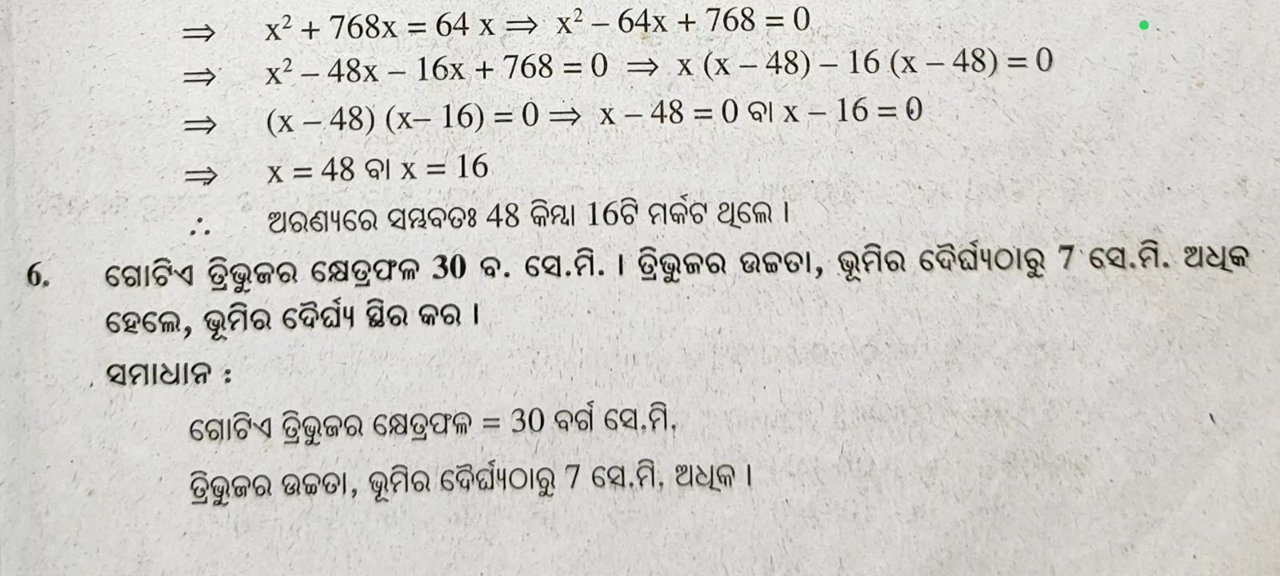 ⇒ x² + 768x = 64 x ⇒ x² – 64x + 768 = 0
⇒ x² – 48x – 16x + 768 = 0 ⇒ x (x – 48) – 16 (x – 48) = 0
⇒ (x – 48) (x– 16) = 0 ⇒ x – 48 = 0 ବା x – 16 = 0
⇒ x = 48 ବା x = 16
∴ ଅରଣ୍ୟରେ ସମ୍ଭବତଃ 48 କିମ୍ବା 16ଟି ମର୍କଟ ଥିଲେ ।
6. ଗୋଟିଏ ତ୍ରିଭୁଜର କ୍ଷେତ୍ରଫଳ 30 ବ. ସେ.ମି. । ତ୍ରିଭୁଜର ଉଚ୍ଚତା, ଭୂମିର ଦୈର୍ଘ୍ୟଠାରୁ 7 ସେ.ମି. ଅଧିକ
ହେଲେ, ଭୂମିର ଦୈର୍ଘ୍ୟ ସ୍ଥିର କର ।
ସମାଧାନ :
ଗୋଟିଏ ତ୍ରିଭୁଜର କ୍ଷେତ୍ରଫଳ = 30 ବର୍ଗ ସେ.ମି.
ତ୍ରିଭୁଜର ଉଚ୍ଚତା, ଭୂମିର ଦୈର୍ଘ୍ୟଠାରୁ 7 ସେ.ମି. ଅଧିକ ।